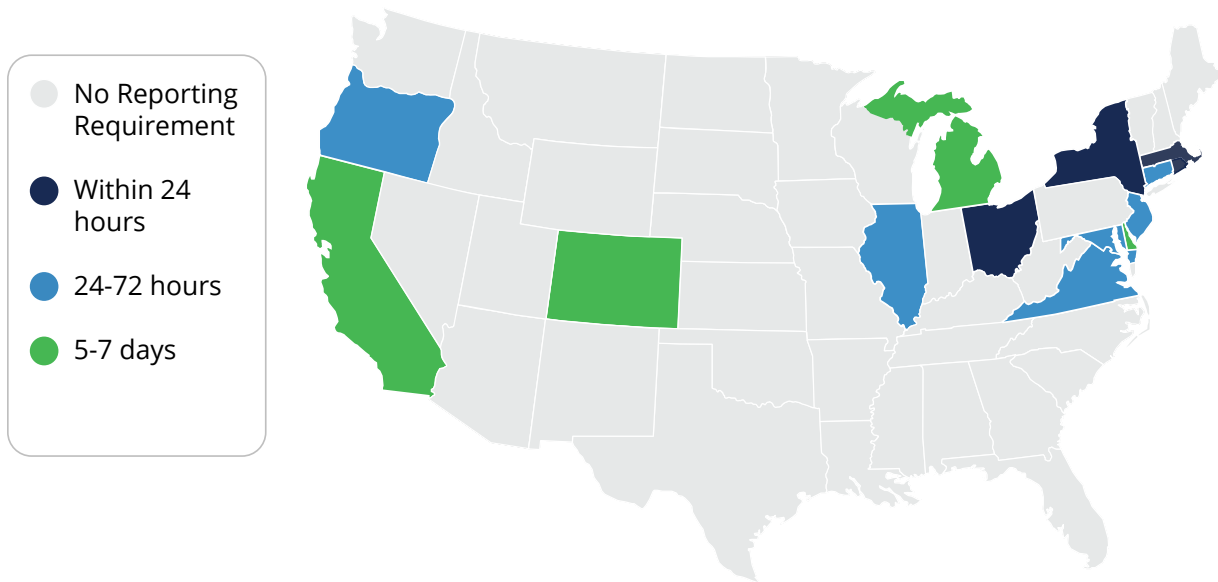 No Reporting
Requirement
Within 24
hours
24-72 hours
5-7 days